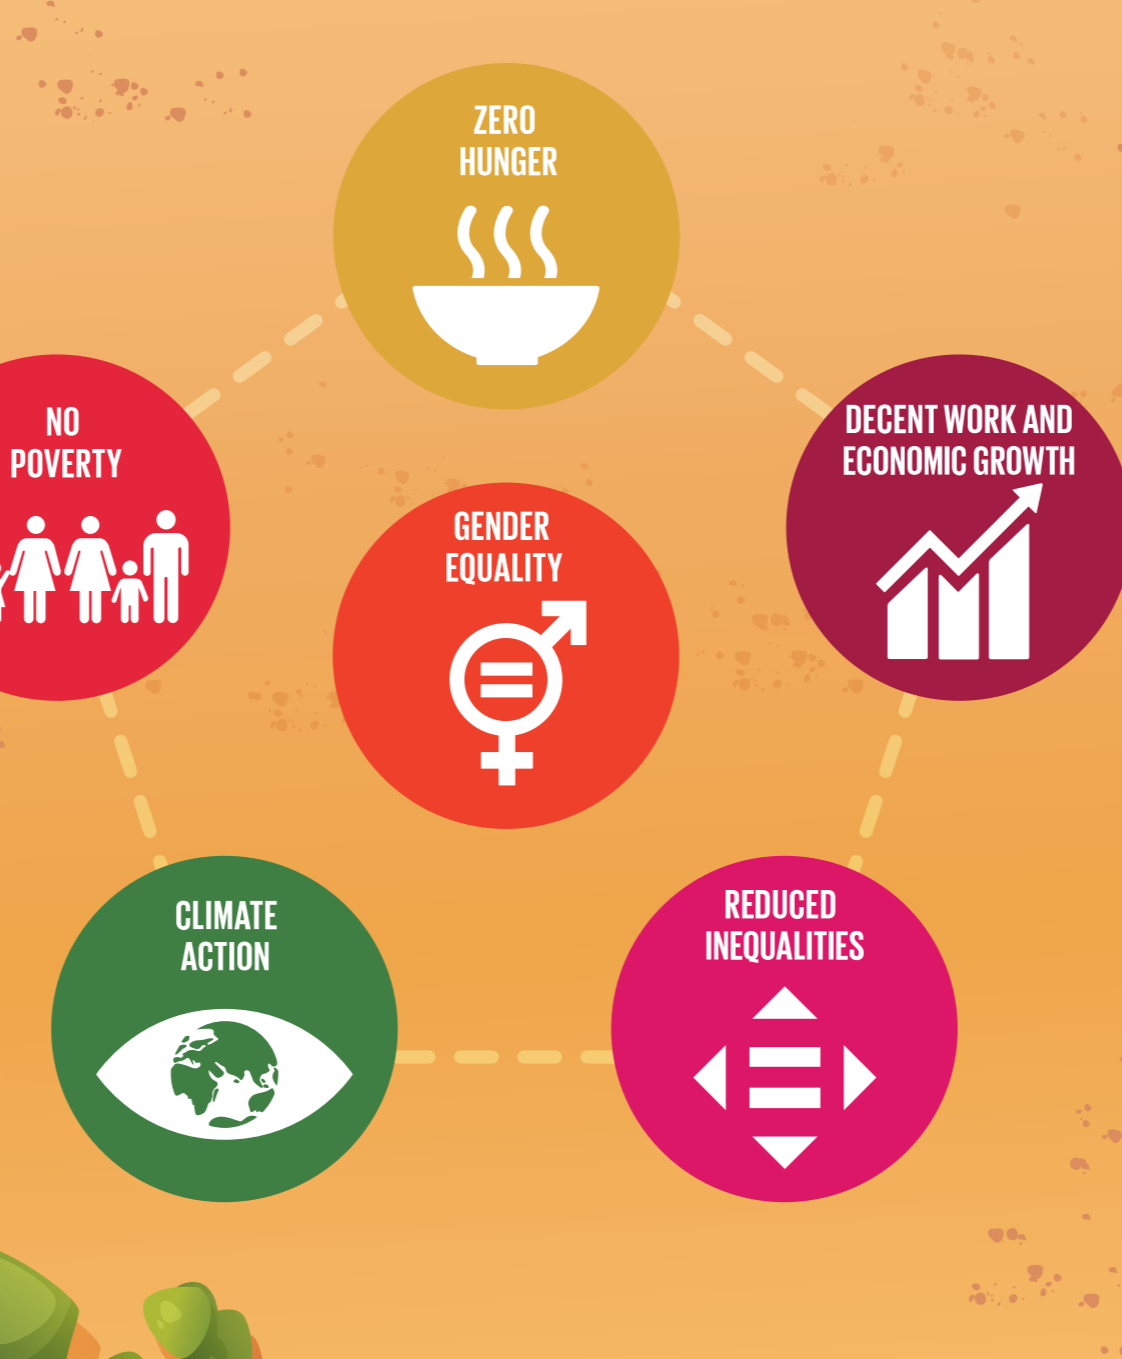 ZERO
HUNGER
NO
POVERTY
DECENT WORK AND
ECONOMIC GROWTH
GENDER
EQUALITY
CLIMATE
ACTION
REDUCED
INEQUALITIES